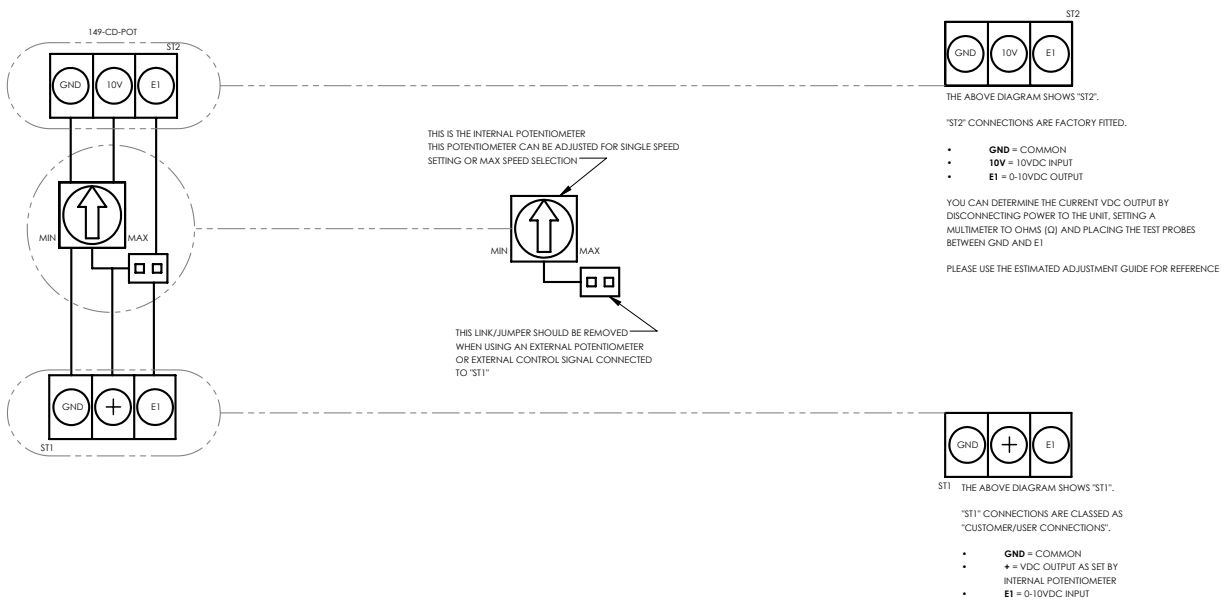 149-CD-POT
ST2
GND 10V E1
MIN MAX
GND + E1
ST1
THIS IS THE INTERNAL POTENTIOMETER
THIS POTENTIOMETER CAN BE ADJUSTED FOR SINGLE SPEED
SETTING OR MAX SPEED SELECTION
MIN MAX
THIS LINK/JUMPER SHOULD BE REMOVED
WHEN USING AN EXTERNAL POTENTIOMETER
OR EXTERNAL CONTROL SIGNAL CONNECTED
TO "ST1"
ST2
GND 10V E1
THE ABOVE DIAGRAM SHOWS "ST2".
"ST2" CONNECTIONS ARE FACTORY FITTED.
• GND = COMMON
• 10V = 10VDC INPUT
• E1 = 0-10VDC OUTPUT
YOU CAN DETERMINE THE CURRENT VDC OUTPUT BY
DISCONNECTING POWER TO THE UNIT, SETTING A
MULTIMETER TO OHMS (Ω) AND PLACING THE TEST PROBES
BETWEEN GND AND E1
PLEASE USE THE ESTIMATED ADJUSTMENT GUIDE FOR REFERENCE
GND + E1
ST1
THE ABOVE DIAGRAM SHOWS "ST1".
"ST1" CONNECTIONS ARE CLASSED AS
"CUSTOMER/USER CONNECTIONS".
• GND = COMMON
• + = VDC OUTPUT AS SET BY
INTERNAL POTENTIOMETER
• E1 = 0-10VDC INPUT